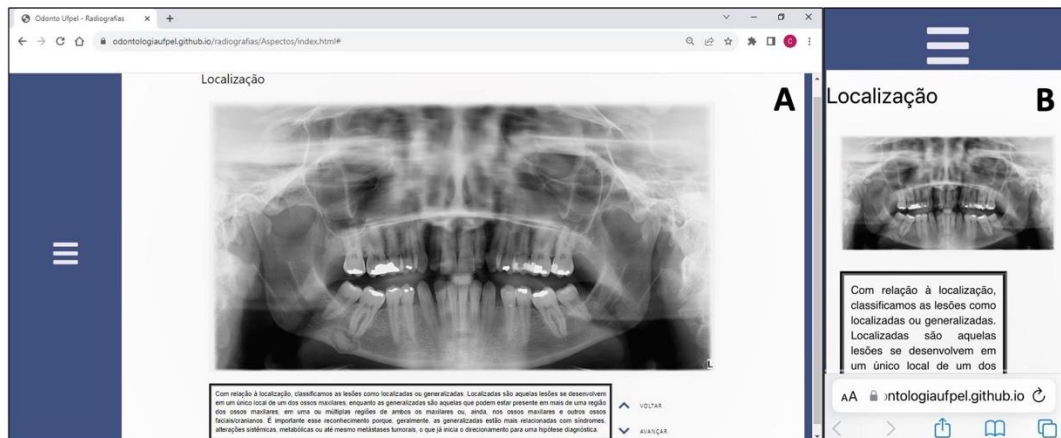 Odonto Ufpel - Radiografias
odontologiaufpel.github.io/radiografias/Aspectos/index.html#
C
Localização
A
L
Com relação à localização, classificamos as lesões como localizadas ou generalizadas. Localizadas são aquelas lesões se desenvolvem
em um único local de um dos ossos maxilares, enquanto as generalizadas são aquelas que podem estar presente em mais de uma região
dos ossos maxilares, em uma ou múltiplas regiões de ambos os maxilares ou, ainda, nos ossos maxilares e outros ossos
faciais/cranianos. É importante esse reconhecimento porque, geralmente, as generalizadas estão mais relacionadas com síndromes,
alterações sistêmicas, metabólicas ou até mesmo metástases tumorais, o que já inicia o direcionamento para uma hipótese diagnóstica.
VOLTAR
AVANÇAR
Localização
B
Com relação à localização,
classificamos as lesões como
localizadas ou generalizadas.
Localizadas são aquelas
lesões se desenvolvem em
um único local de um dos
AA ontologiaufpel.github.io